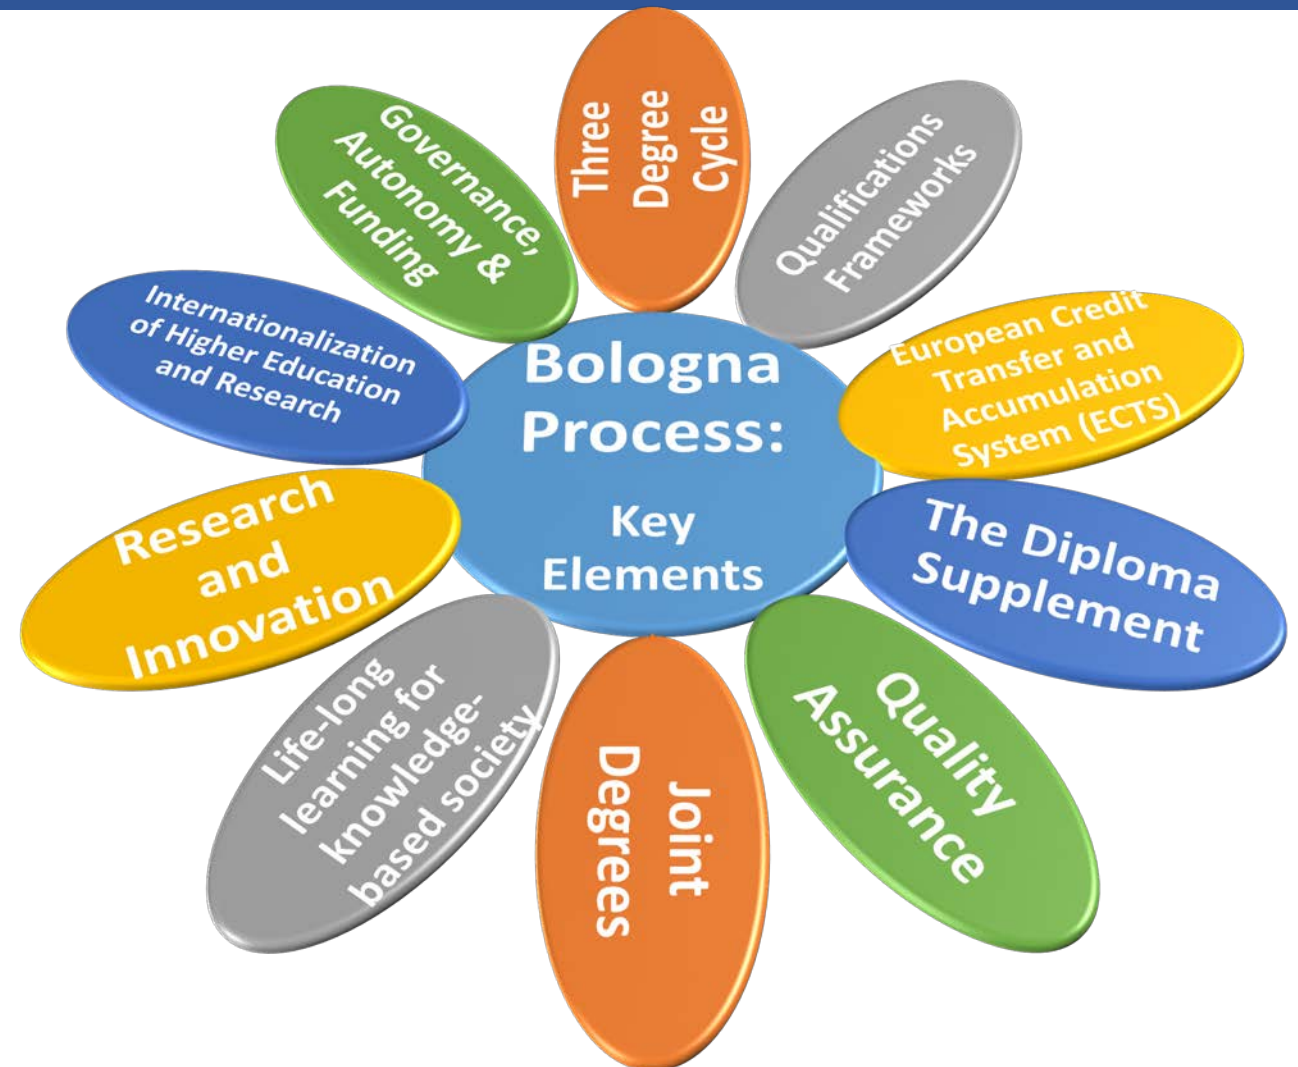 Bologna
Process:
Key
Elements
Three
Degree
Cycle
Qualifications
Frameworks
European Credit
Transfer and
Accumulation
System (ECTS)
The Diploma
Supplement
Quality
Assurance
Joint
Degrees
Life-long
learning for
knowledge-
based society
Research
and
Innovation
Internationalization
of Higher Education
and Research
Governance,
Autonomy &
Funding